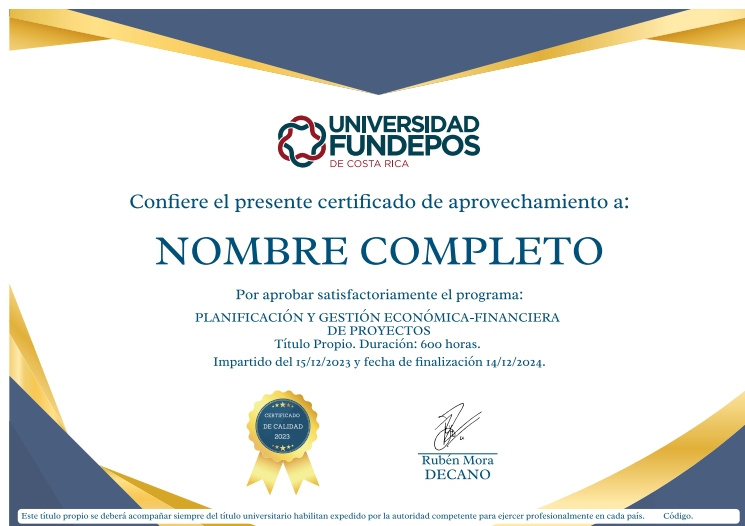 UNIVERSIDAD
FUNDEPOS
DE COSTA RICA
Confiere el presente certificado de aprovechamiento a:
NOMBRE COMPLETO
Por aprobar satisfactoriamente el programa:
PLANIFICACIÓN Y GESTIÓN ECONÓMICA-FINANCIERA
DE PROYECTOS
Título Propio. Duración: 600 horas.
Impartido del 15/12/2023 y fecha de finalización 14/12/2024.
CERTIFICADO
DE CALIDAD
2023
Rubén Mora
DECANO
Este título propio se deberá acompañar siempre del título universitario habilitan expedido por la autoridad competente para ejercer profesionalmente en cada país. Código.